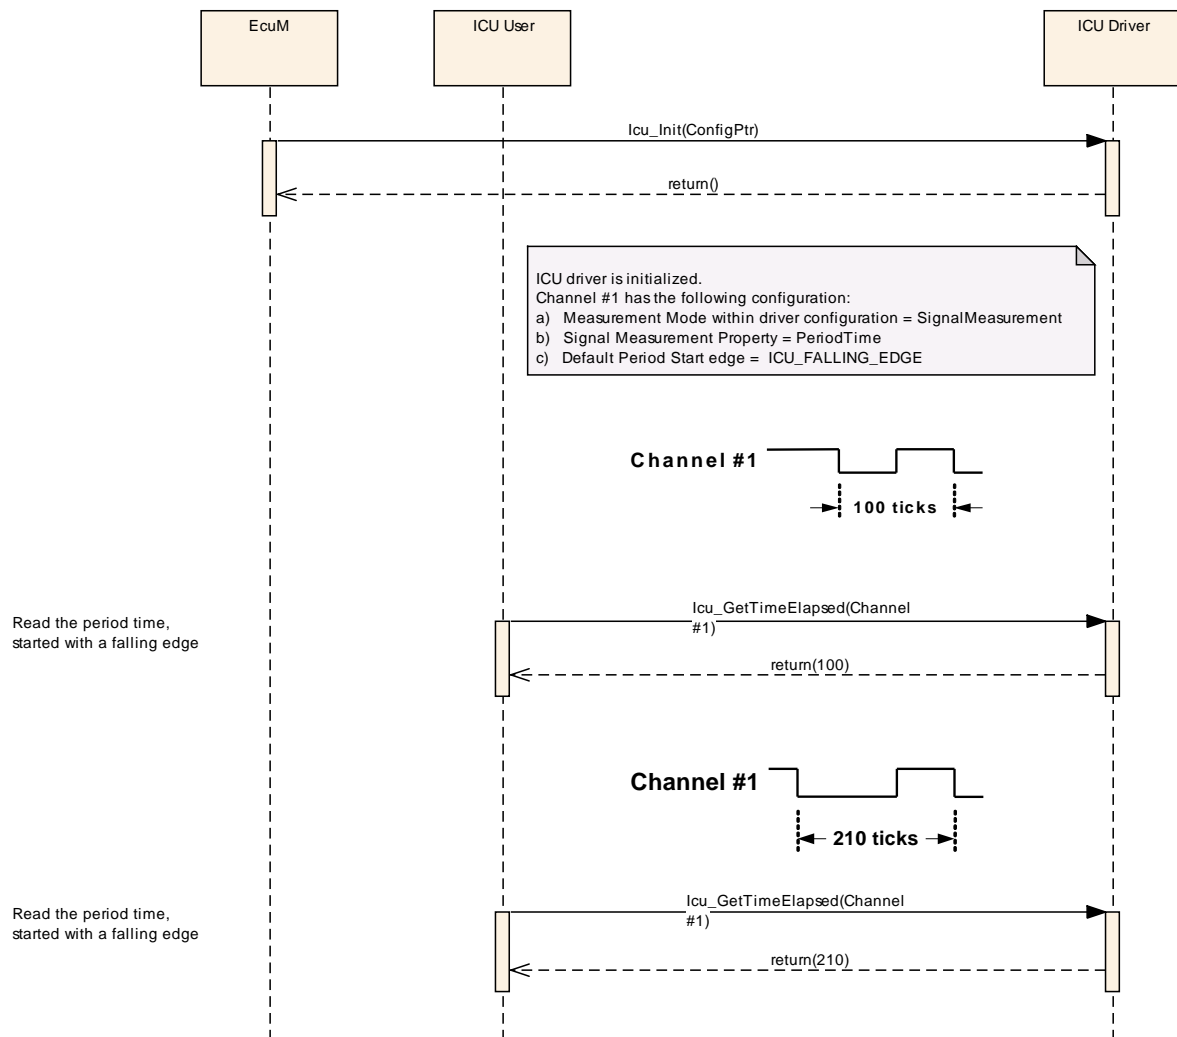 EcuM
ICU User
ICU Driver
Icu_Init(ConfigPtr)
return()
ICU driver is initialized.
Channel #1 has the following configuration:
a) Measurement Mode within driver configuration = SignalMeasurement
b) Signal Measurement Property = PeriodTime
c) Default Period Start edge = ICU_FALLING_EDGE
Channel #1
100 ticks
Read the period time,
started with a falling edge
Icu_GetTimeElapsed(Channel
#1)
return(100)
Channel #1
210 ticks
Read the period time,
started with a falling edge
Icu_GetTimeElapsed(Channel
#1)
return(210)